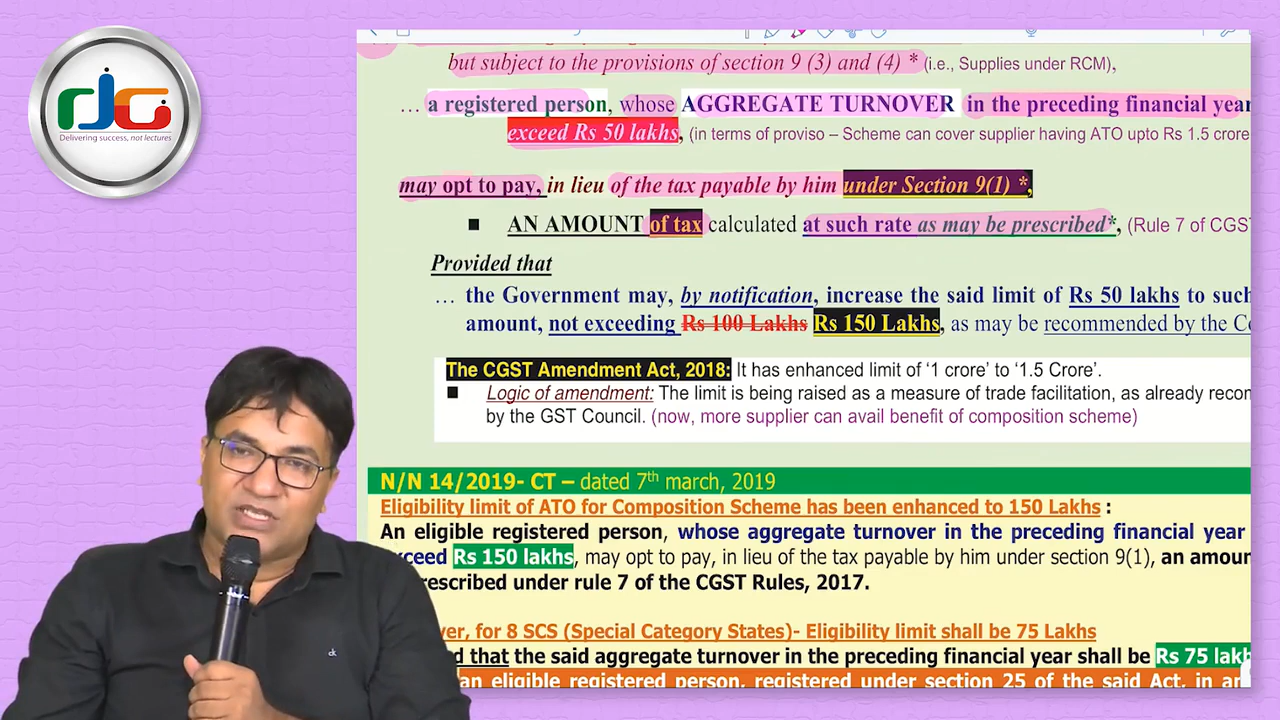 Delivering success, not lectures
but subject to the provisions of section 9 (3) and (4) * (i.e., Supplies under RCM),
… a registered person, whose AGGREGATE TURNOVER in the preceding financial year
exceed Rs 50 lakhs, (in terms of proviso – Scheme can cover supplier having ATO upto Rs 1.5 crore
may opt to pay, in lieu of the tax payable by him under Section 9(1) *,
■ AN AMOUNT of tax calculated at such rate as may be prescribed*, (Rule 7 of CGS
Provided that
… the Government may, by notification, increase the said limit of Rs 50 lakhs to such
amount, not exceeding Rs 100 Lakhs Rs 150 Lakhs, as may be recommended by the
The CGST Amendment Act, 2018: It has enhanced limit of ‘1 crore’ to ‘1.5 Crore’.
■ Logic of amendment: The limit is being raised as a measure of trade facilitation, as already
by the GST Council. (now, more supplier can avail benefit of composition scheme)
N/N 14/2019- CT – dated 7th march, 2019
Eligibility limit of ATO for Composition Scheme has been enhanced to 150 Lakhs :
An eligible registered person, whose aggregate turnover in the preceding financial year
Rs 150 lakhs, may opt to pay, in lieu of the tax payable by him under section 9(1), an
under rule 7 of the CGST Rules, 2017.
for 8 SCS (Special Category States)- Eligibility limit shall be 75 Lakhs
that the said aggregate turnover in the preceding financial year shall be Rs 75
an eligible registered person, registered under section 25 of the said Act, in